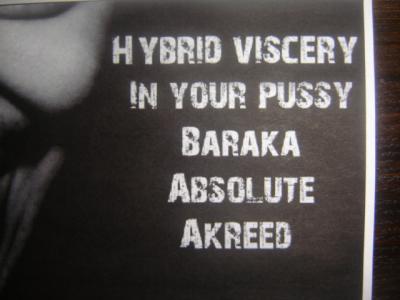 HYBRID VISCERY
IN YOUR PUSSY
BARAKA
ABSOLUTE
AKREED